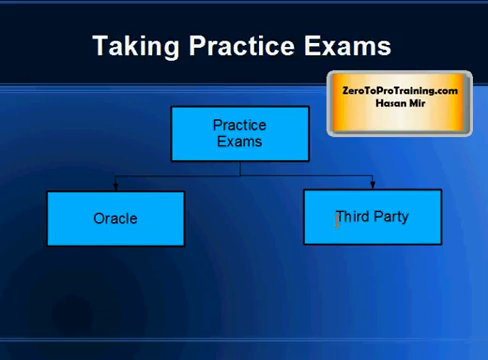 Taking Practice Exams
ZeroToProTraining.com
Hasan Mir
Practice
Exams
Oracle
Third Party